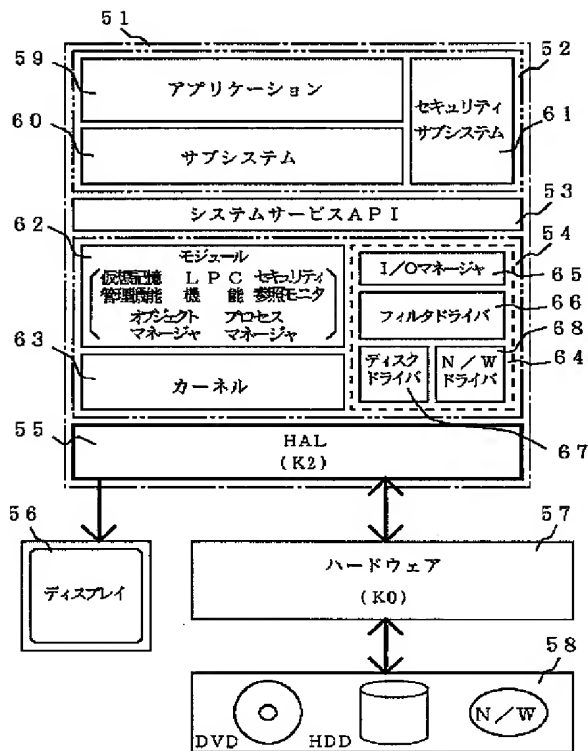 51
59
アプリケーション
52
セキュリティ
サブシステム
61
60
サブシステム
システムサービスAPI
53
62
モジュール
仮想記憶 LPC セキュリティ
管理機能 機能 参照モニタ
オブジェクト プロセス
マネージャ マネージャ
54
I/Oマネージャ
65
66
フィルタドライバ
68
63
カーネル
ディスク
ドライバ
N/W
ドライバ
64
67
55
HAL
(K2)
56
ディスプレイ
57
ハードウェア
(K0)
58
DVD
HDD
N/W